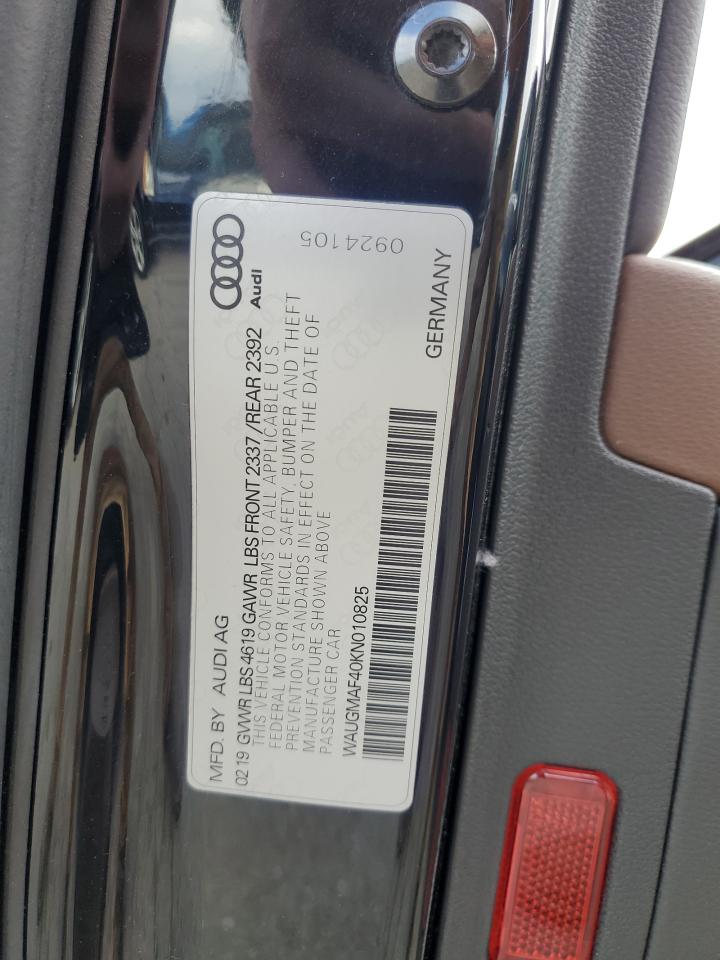 MFD. BY AUDI AG
Audi
0219 GVWR LBS 4619 GAWR LBS FRONT 2337 / REAR 2392
THIS VEHICLE CONFORMS TO ALL APPLICABLE U.S.
FEDERAL MOTOR VEHICLE SAFETY, BUMPER AND THEFT
PREVENTION STANDARDS IN EFFECT ON THE DATE OF
MANUFACTURE SHOWN ABOVE
PASSENGER CAR
0924105
WAUGMAF40KN010825
GERMANY